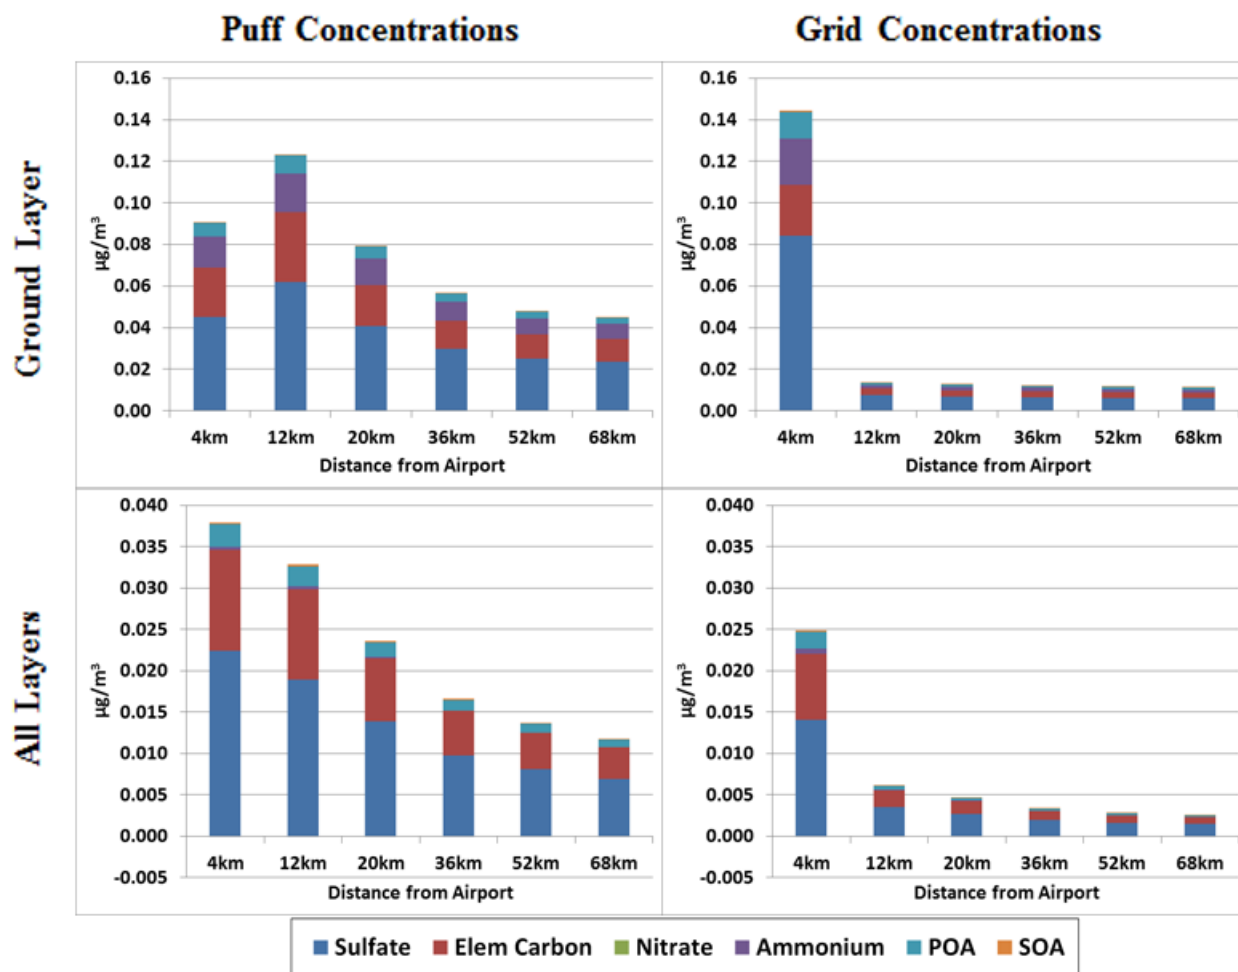 Puff Concentrations Grid Concentrations
Ground Layer
µg/m³
0.16
0.14
0.12
0.10
0.08
0.06
0.04
0.02
0.00
4km 12km 20km 36km 52km 68km
Distance from Airport
µg/m³
0.16
0.14
0.12
0.10
0.08
0.06
0.04
0.02
0.00
4km 12km 20km 36km 52km 68km
Distance from Airport
All Layers
µg/m³
0.040
0.035
0.030
0.025
0.020
0.015
0.010
0.005
0.000
-0.005
4km 12km 20km 36km 52km 68km
Distance from Airport
µg/m³
0.040
0.035
0.030
0.025
0.020
0.015
0.010
0.005
0.000
-0.005
4km 12km 20km 36km 52km 68km
Distance from Airport
Sulfate Elem Carbon Nitrate Ammonium POA SOA